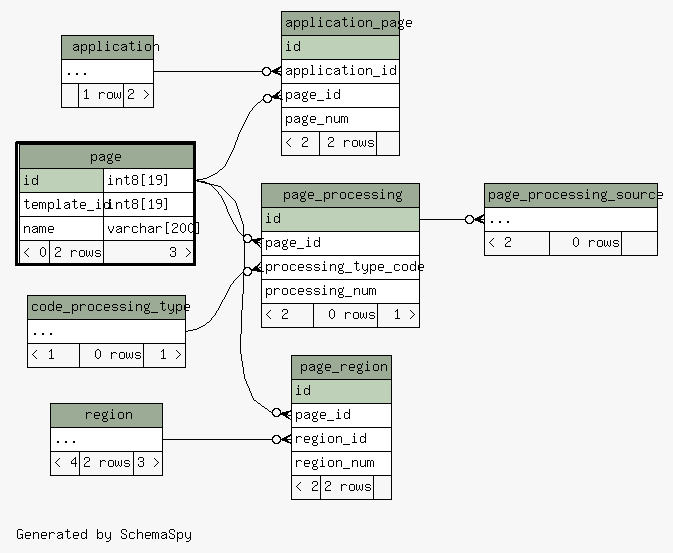 application
...
1 row 2 >
application_page
id
application_id
page_id
page_num
< 2 2 rows
page
id int8[19]
template_id int8[19]
name varchar[200]
< 0 2 rows 3 >
page_processing
id
page_id
processing_type_code
processing_num
< 2 0 rows 1 >
page_processing_source
...
< 2 0 rows
code_processing_type
...
< 1 0 rows 1 >
page_region
id
page_id
region_id
region_num
< 2 2 rows
region
...
< 4 2 rows 3 >
Generated by SchemaSpy